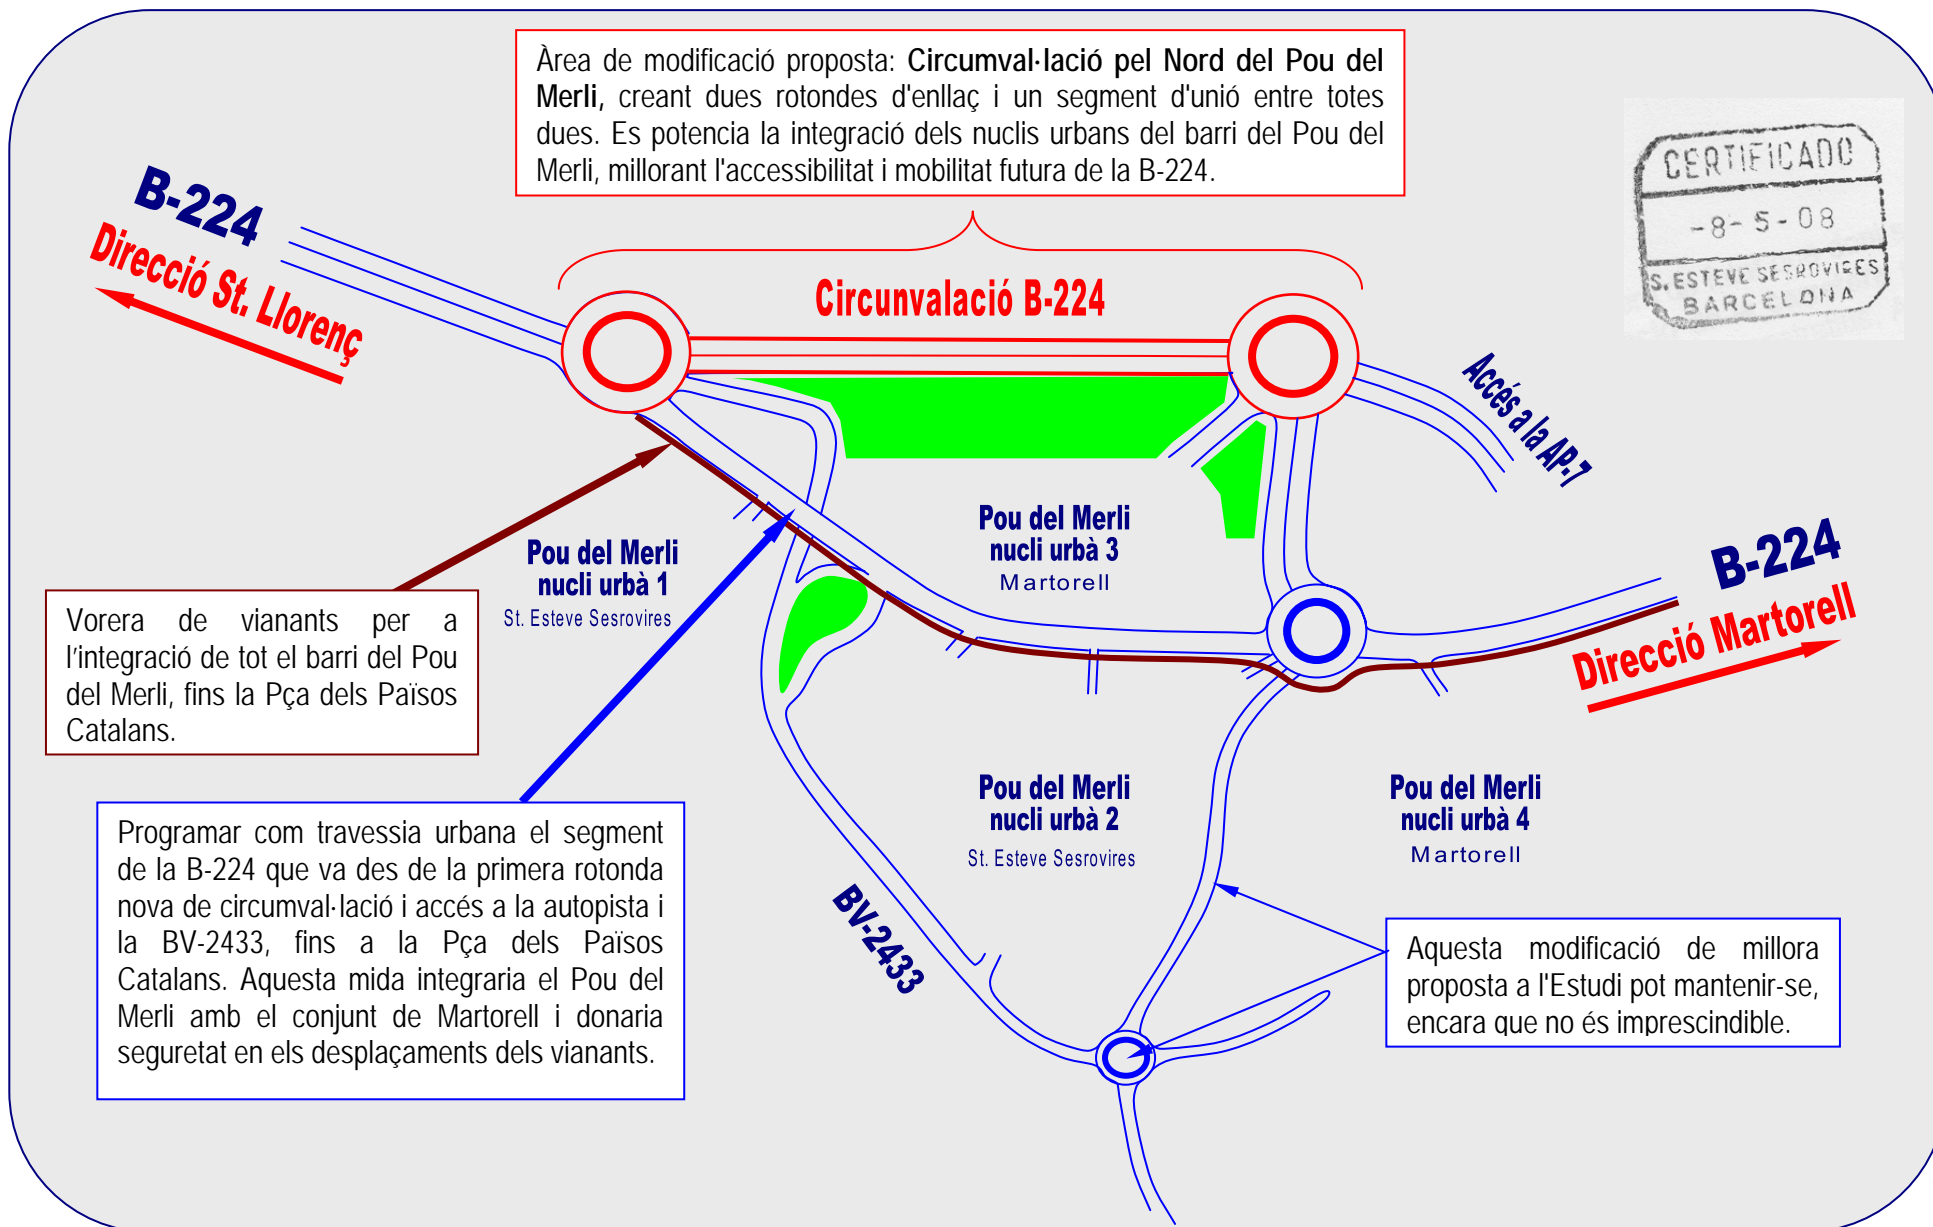 Àrea de modificació proposta: Circumval·lació pel Nord del Pou del
Merli, creant dues rotondes d'enllaç i un segment d'unió entre totes
dues. Es potencia la integració dels nuclis urbans del barri del Pou del
Merli, millorant l'accessibilitat i mobilitat futura de la B-224.
CERTIFICADO
-8-5-08
S. ESTEVE SESROVIRES
BARCELONA
B-224
Direcció St. Llorenç
Circunvalació B-224
Accés a la AP-7
Pou del Merli
nucli urbà 3
Martorell
Pou del Merli
nucli urbà 1
St. Esteve Sesrovires
B-224
Direcció Martorell
Vorera de vianants per a
l'integració de tot el barri del Pou
del Merli, fins la Pça dels Països
Catalans.
Pou del Merli
nucli urbà 2
St. Esteve Sesrovires
Pou del Merli
nucli urbà 4
Martorell
Programar com travessia urbana el segment
de la B-224 que va des de la primera rotonda
nova de circumval·lació i accés a la autopista i
la BV-2433, fins a la Pça dels Països
Catalans. Aquesta mida integraria el Pou del
Merli amb el conjunt de Martorell i donaria
seguretat en els desplaçaments dels vianants.
BV-2433
Aquesta modificació de millora
proposta a l'Estudi pot mantenir-se,
encara que no és imprescindible.